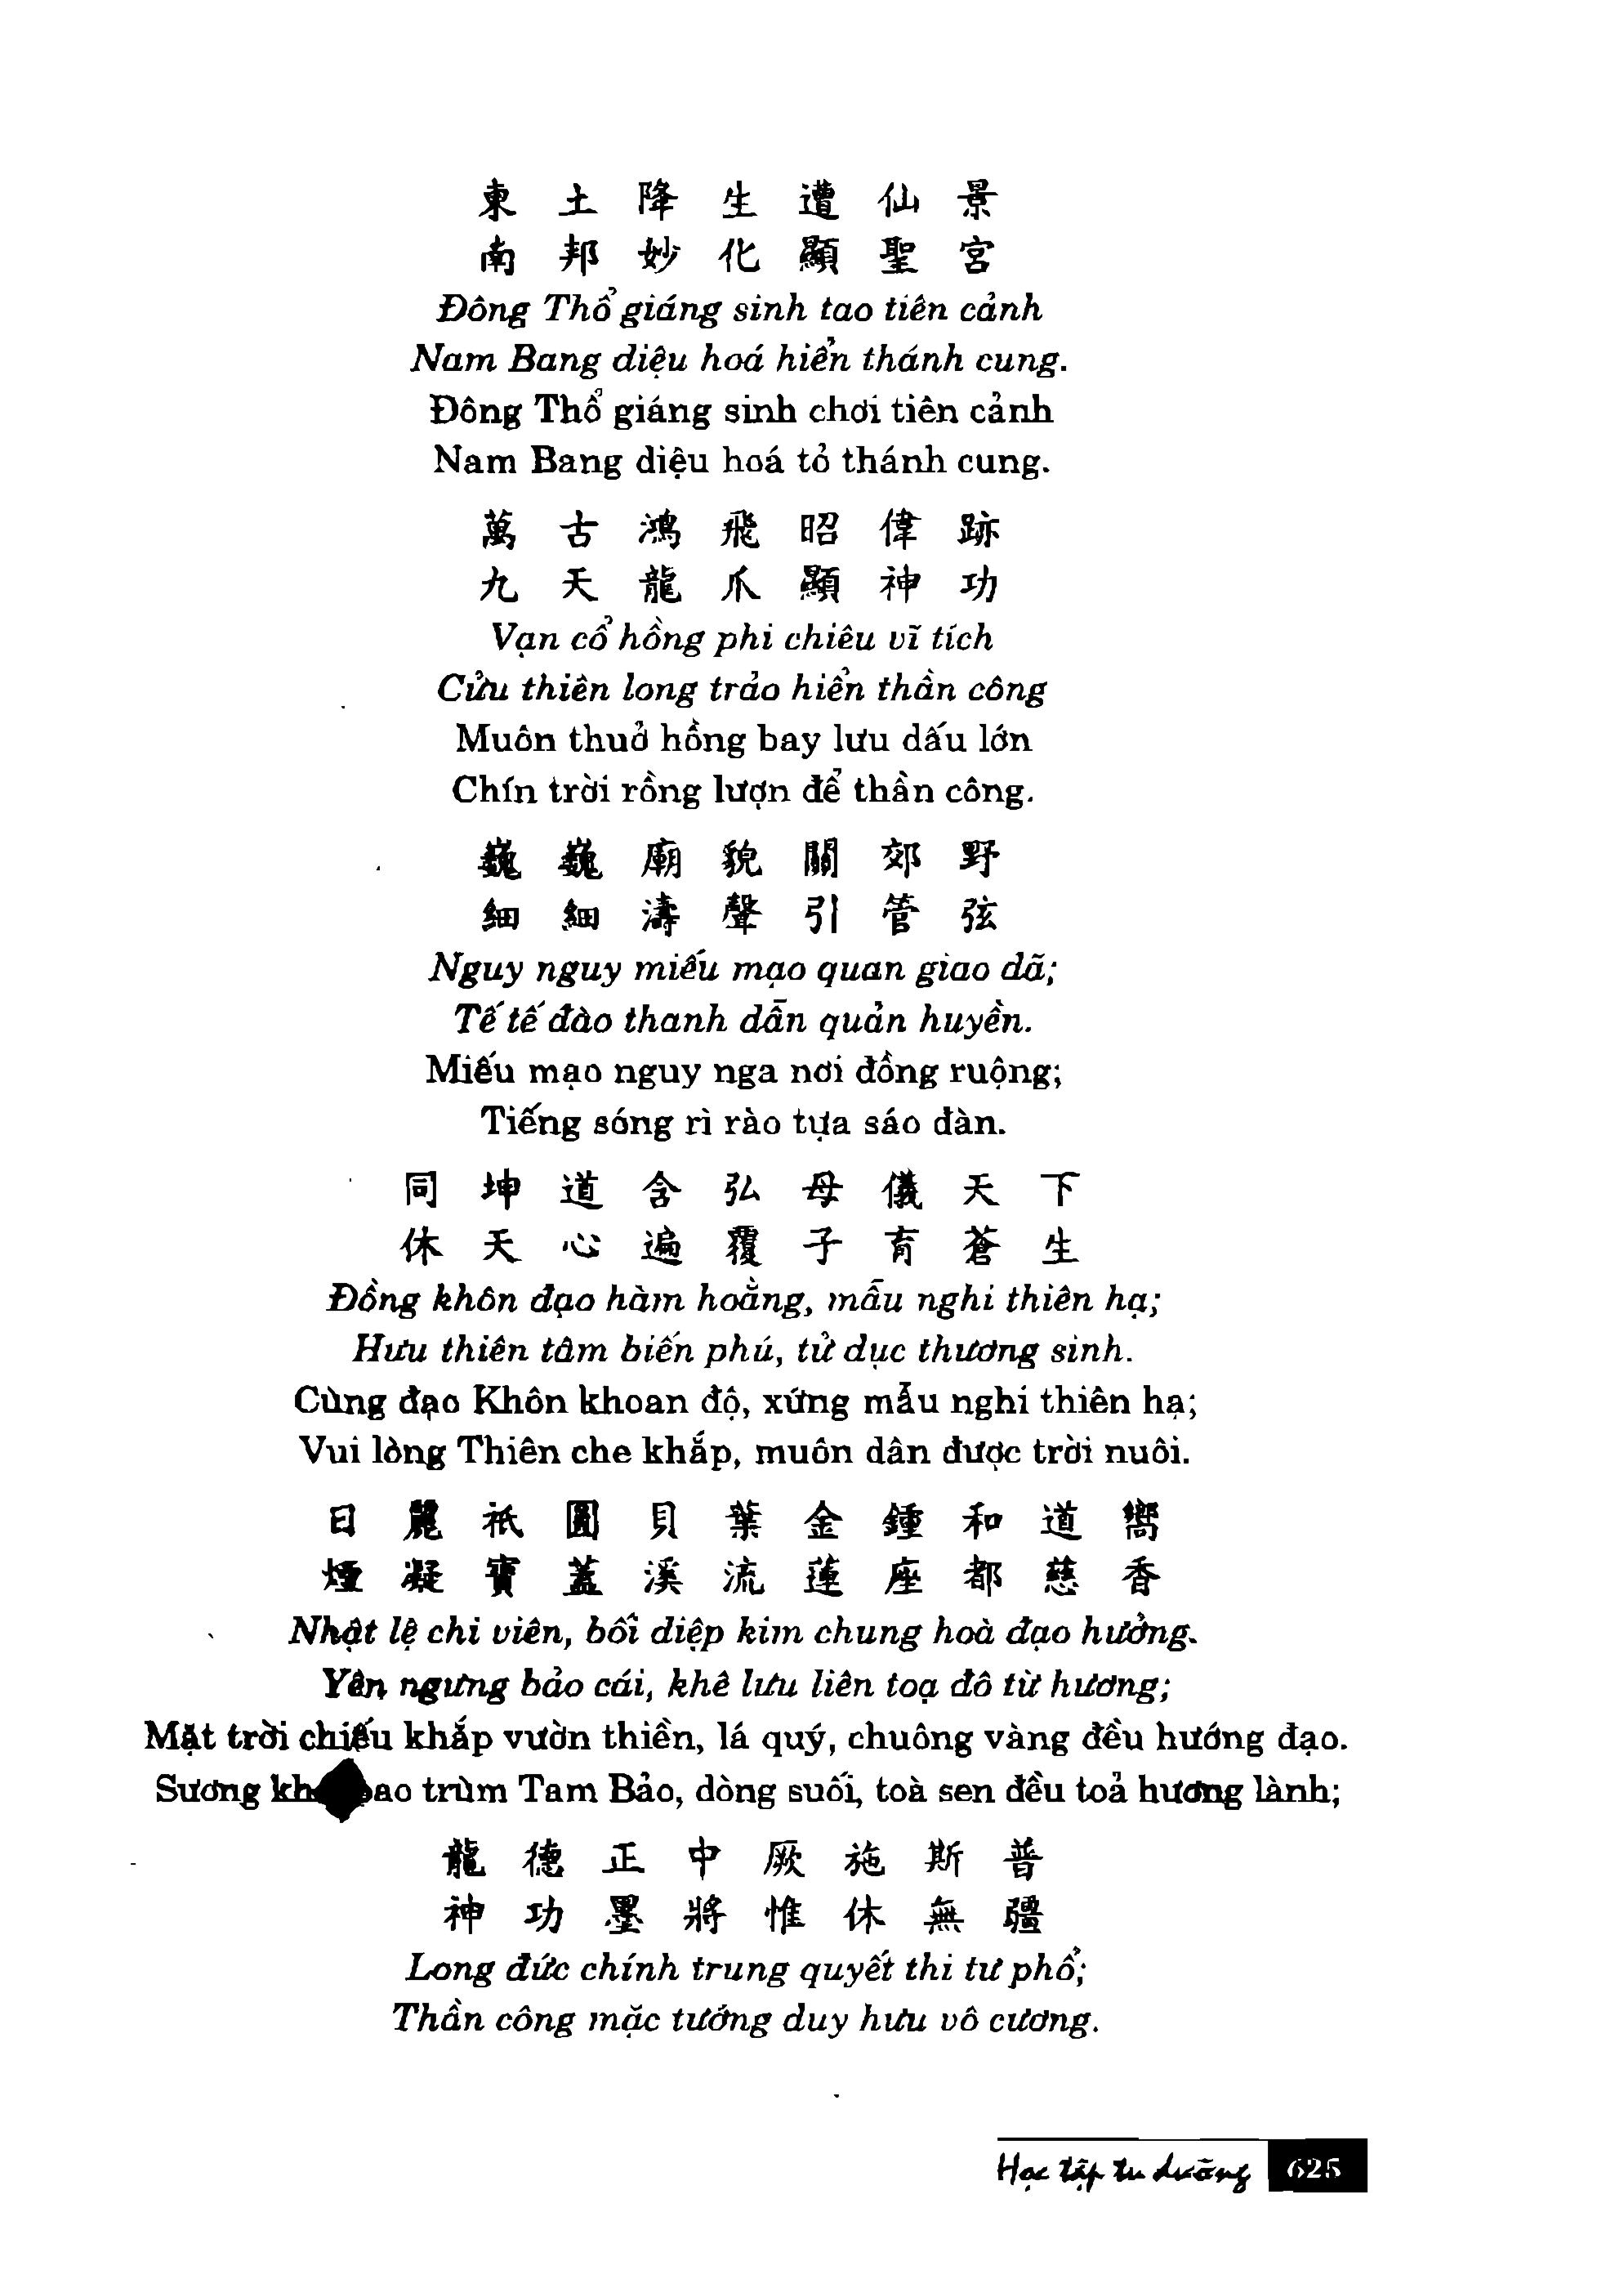 東土降生遭仙景
南邦妙化顯聖宮
Đông Thổ giáng sinh tao tiên cảnh
Nam Bang diệu hoá hiển thánh cung.
Đông Thổ giáng sinh chơi tiên cảnh
Nam Bang diệu hoá tỏ thánh cung.
萬古鴻飛昭偉跡
九天龍爪顯神功
Vạn cổ hồng phi chiêu vĩ tích
Cửu thiên long trảo hiển thần công
Muôn thuở hồng bay lưu dấu lớn
Chín trời rồng lượn để thần công.
巍巍廟貌關郊野
細細濤聲引管弦
Nguy nguy miếu mạo quan giao dã;
Tế tế đào thanh dẫn quản huyền.
Miếu mạo nguy nga nơi đồng ruộng;
Tiếng sóng rì rào tựa sáo đàn.
同坤道含弘母儀天下
休天心遍覆子育蒼生
Đồng khôn đạo hàm hoằng, mẫu nghi thiên hạ;
Hưu thiên tâm biến phú, tử dục thương sinh.
Cùng đạo Khôn khoan độ, xứng mẫu nghi thiên hạ;
Vui lòng Thiên che khắp, muôn dân được trời nuôi.
日麗祇圓貝葉金鍾和道嚮
煙凝寶蓋溪流蓮座都慈香
Nhật lệ chi viên, bối diệp kim chung hoà đạo hưởng.
Yên ngưng bảo cái, khê lưu liên toạ đô từ hương;
Mặt trời chiếu khắp vườn thiền, lá quý, chuông vàng đều hướng đạo.
Sương trùm Tam Bảo, dòng suối, toà sen đều toả hương lành;
龍德正中厥施斯普
神功墨將惟休無疆
Long đức chính trung quyết thi tư phổ;
Thần công mặc tướng duy hưu vô cương.
Học tập tu dưỡng 625